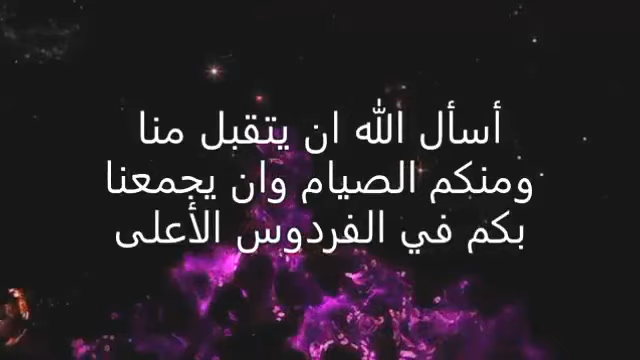 أسأل الله ان يتقبل منا
ومنكم الصيام وان يجمعنا
بكم في الفردوس الأعلى